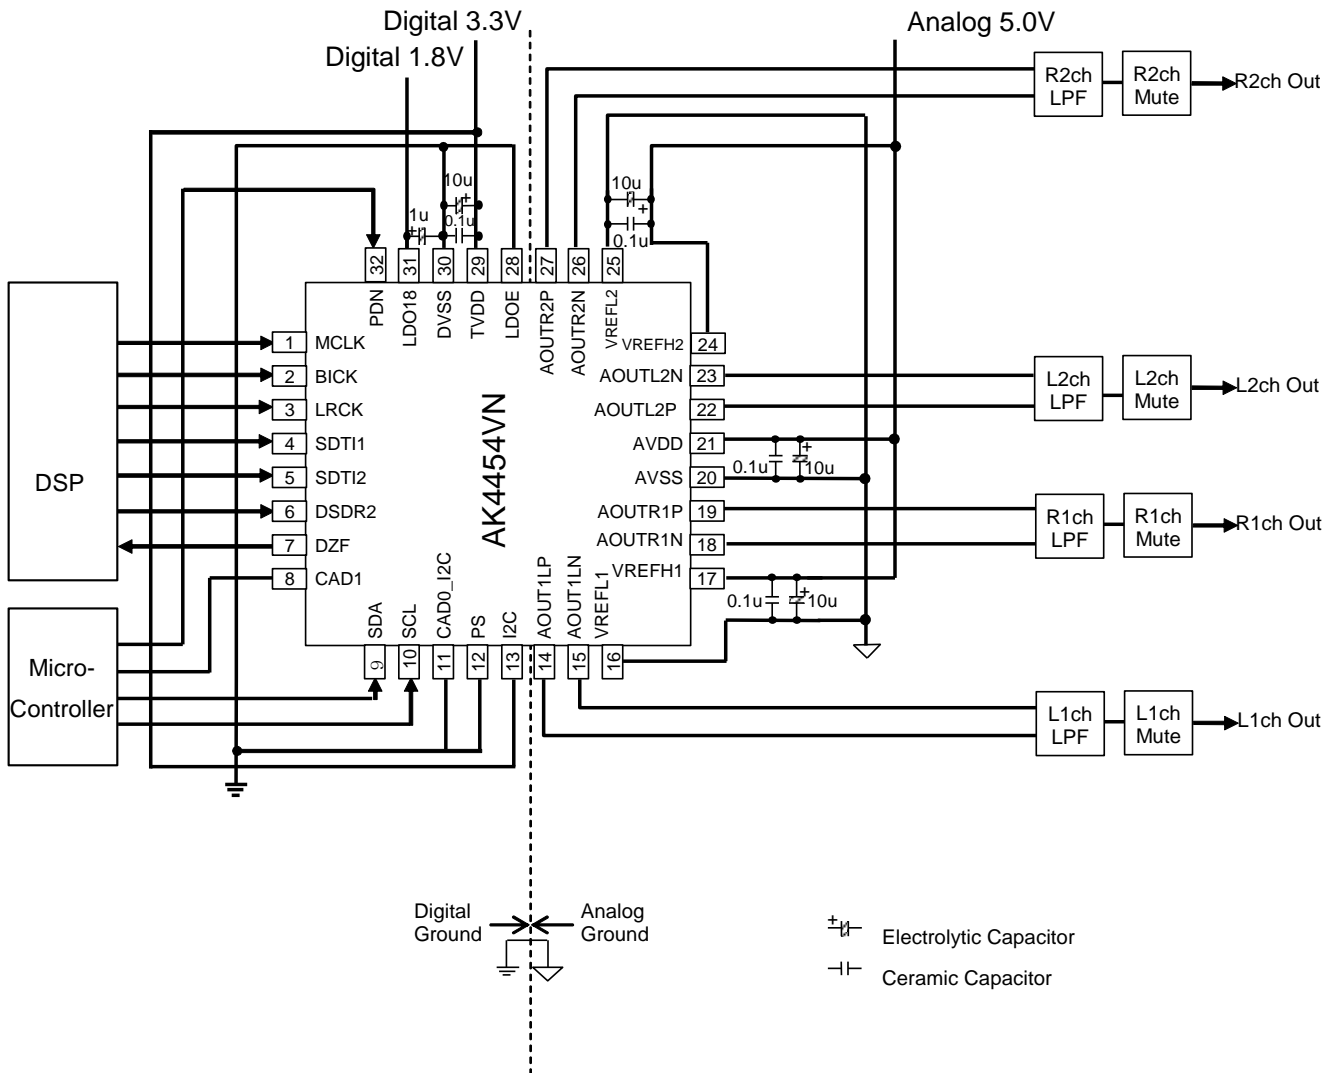 Digital 3.3V
Digital 1.8V
Analog 5.0V
R2ch
LPF
R2ch
Mute
R2ch Out
10u
1u
0.1u
10u
0.1u
32
31
30
29
28
27
26
25
PDN
LDO18
DVSS
TVDD
LDOE
AOUTR2P
AOUTR2N
VREFL2
DSP
1 MCLK
2 BICK
3 LRCK
4 SDTI1
5 SDTI2
6 DSDR2
7 DZF
8 CAD1
AK4454VN
VREFH2 24
AOUTL2N 23
AOUTL2P 22
AVDD 21
AVSS 20
AOUTR1P 19
AOUTR1N 18
VREFH1 17
0.1u
10u
0.1u
10u
L2ch
LPF
L2ch
Mute
L2ch Out
R1ch
LPF
R1ch
Mute
R1ch Out
Micro-
Controller
SDA
SCL
CAD0_I2C
PS
I2C
AOUT1LP
AOUT1LN
VREFL1
9
10
11
12
13
14
15
16
L1ch
LPF
L1ch
Mute
L1ch Out
Digital
Ground
Analog
Ground
Electrolytic Capacitor
Ceramic Capacitor